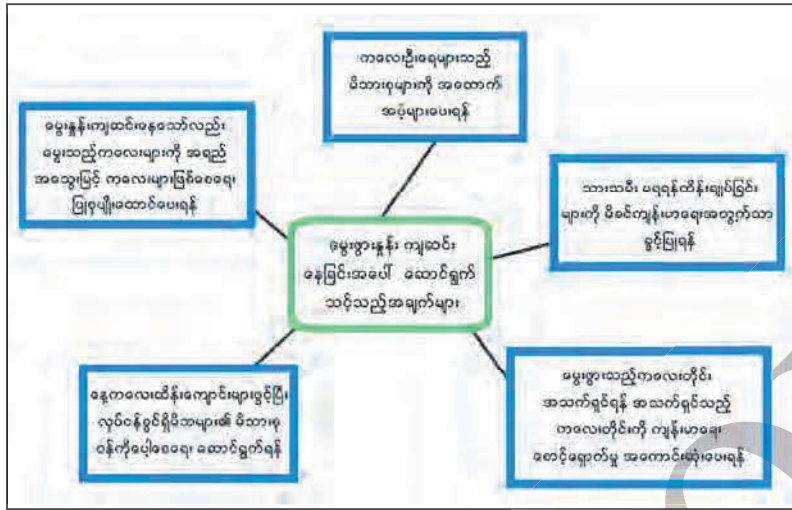 ကလေးဦးရေများသည့်
မိသားစုများကို အထောက်
အပံ့များပေးရန်
မွေးနှုန်းကျဆင်းနေသော်လည်း
မွေးသည့်ကလေးများကို အရည်
အသွေးမြင့် ကလေးများဖြစ်စေရေး
ပြုစုပျိုးထောင်ပေးရန်
သားသမီး မရရန်ထိန်းချုပ်ခြင်း
များကို မိခင်ကျန်းမာရေးအတွက်သာ
ခွင့်ပြုရန်
မွေးဖွားနှုန်း ကျဆင်း
နေခြင်းအပေါ် ဆောင်ရွက်
သင့်သည့်အချက်များ
နေ့ကလေးထိန်းကျောင်းများဖွင့်ပြီး
လုပ်ငန်ခွင်ရှိမိဘများ၏ မိသားစု
ဝန်ကိုပေါ့စေရေး ဆောင်ရွက်ရန်
မွေးဖွားသည့်ကလေးတိုင်း
အသက်ရှင်ရန် အသက်ရှင်သည့်
ကလေးတိုင်းကို ကျန်းမာရေး
စောင့်ရှောက်မှု အကောင်းဆုံးပေးရန်